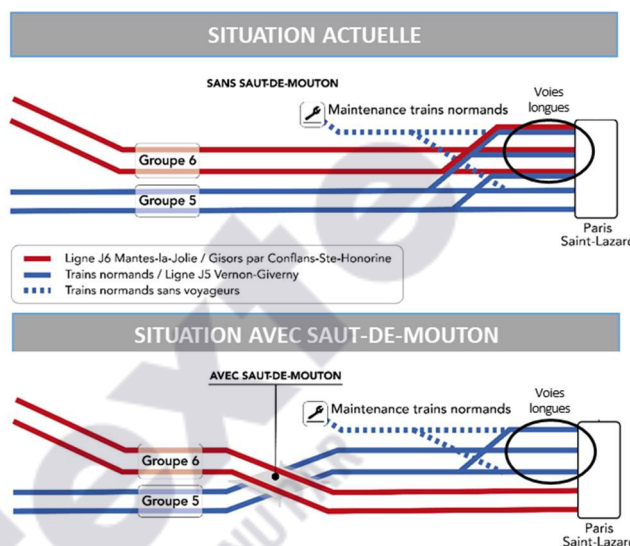 SITUATION ACTUELLE
SANS SAUT-DE-MOUTON
Voies
longues
Maintenance trains normands
Groupe 6
Groupe 5
Paris
Saint-Lazare
Ligne J6 Mantes-la-Jolie / Gisors par Conflans-Ste-Honorine
Trains normands / Ligne J5 Vernon-Giverny
Trains normands sans voyageurs
SITUATION AVEC SAUT-DE-MOUTON
AVEC SAUT-DE-MOUTON
Voies
longues
Maintenance trains normands
Groupe 6
Groupe 5
Paris
Saint-Lazare